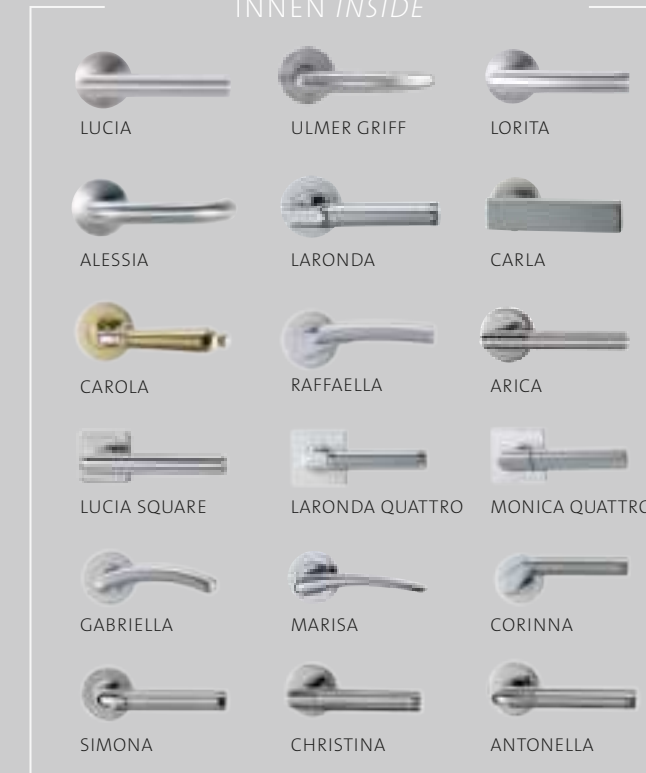 INNEN INSIDE
LUCIA ULMER GRIFF LORITA
ALESSIA LARONDA CARLA
CAROLA RAFFAELLA ARICA
LUCIA SQUARE LARONDA QUATTRO MONICA QUATTRO
GABRIELLA MARISA CORINNA
SIMONA CHRISTINA ANTONELLA